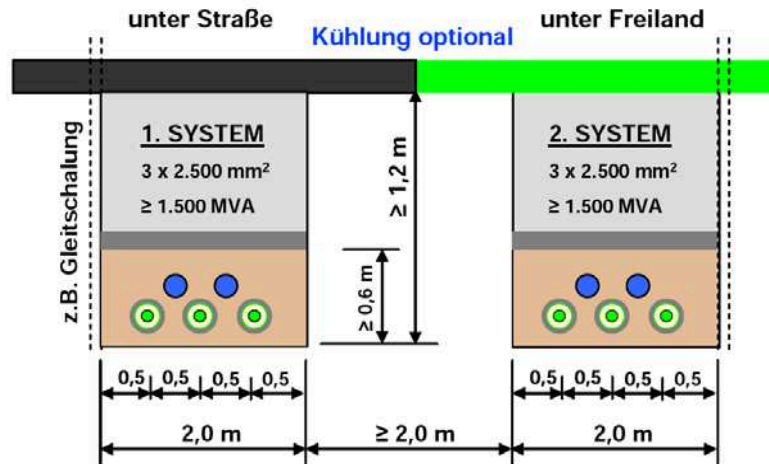 unter Straße
unter Freiland
Kühlung optional
z.B. Gleitschalung
1. SYSTEM
3 x 2.500 mm²
≥ 1.500 MVA
≥ 1,2 m
≥ 0,6 m
2. SYSTEM
3 x 2.500 mm²
≥ 1.500 MVA
0,5 0,5 0,5 0,5
0,5 0,5 0,5 0,5
2,0 m
≥ 2,0 m
2,0 m